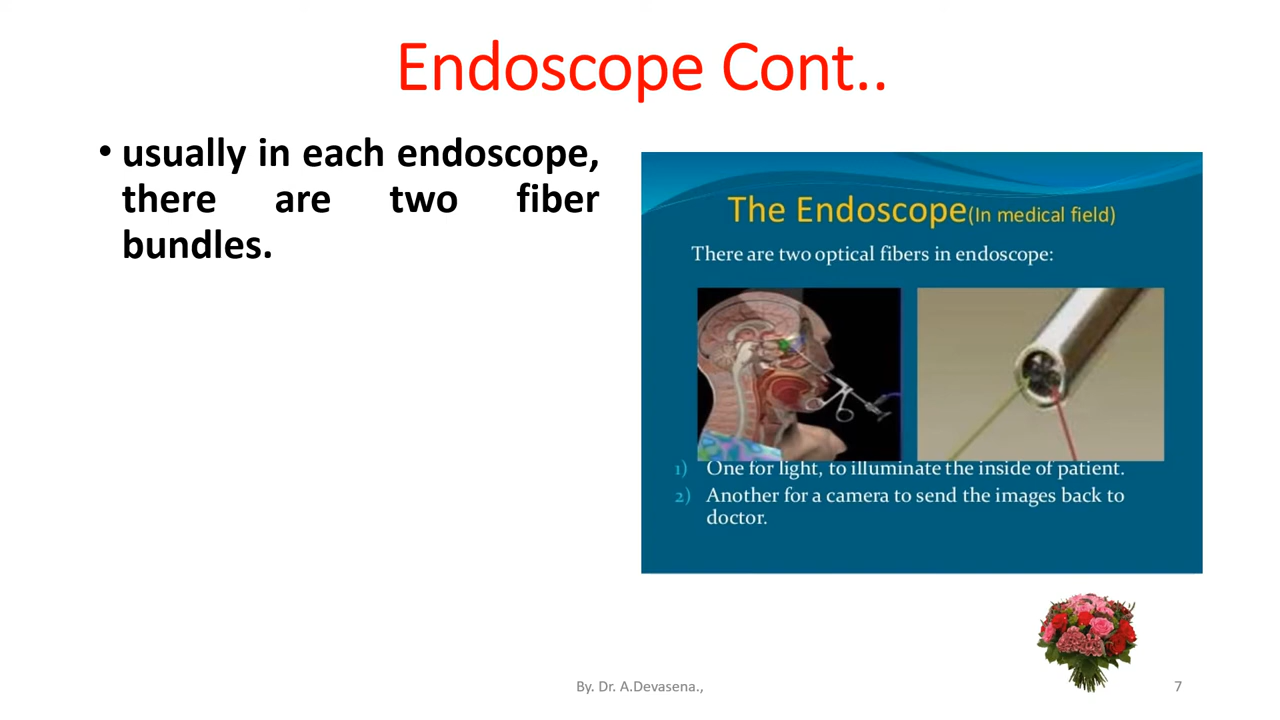 Endoscope Cont..
• usually in each endoscope,
there are two fiber
bundles.
The Endoscope(In medical field)
There are two optical fibers in endoscope:
1) One for light, to illuminate the inside of patient.
2) Another for a camera to send the images back to
doctor.
By. Dr. A.Devasena.,
7